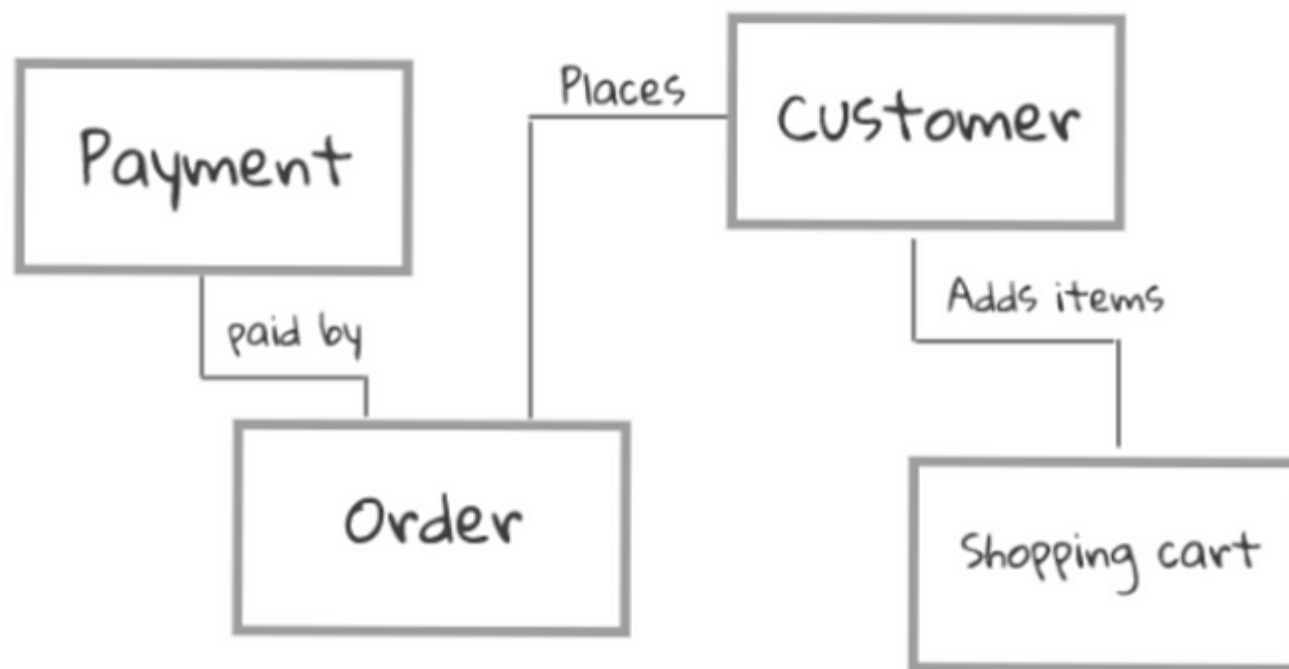 Places
Customer
Payment
Adds items
paid by
Order
Shopping cart